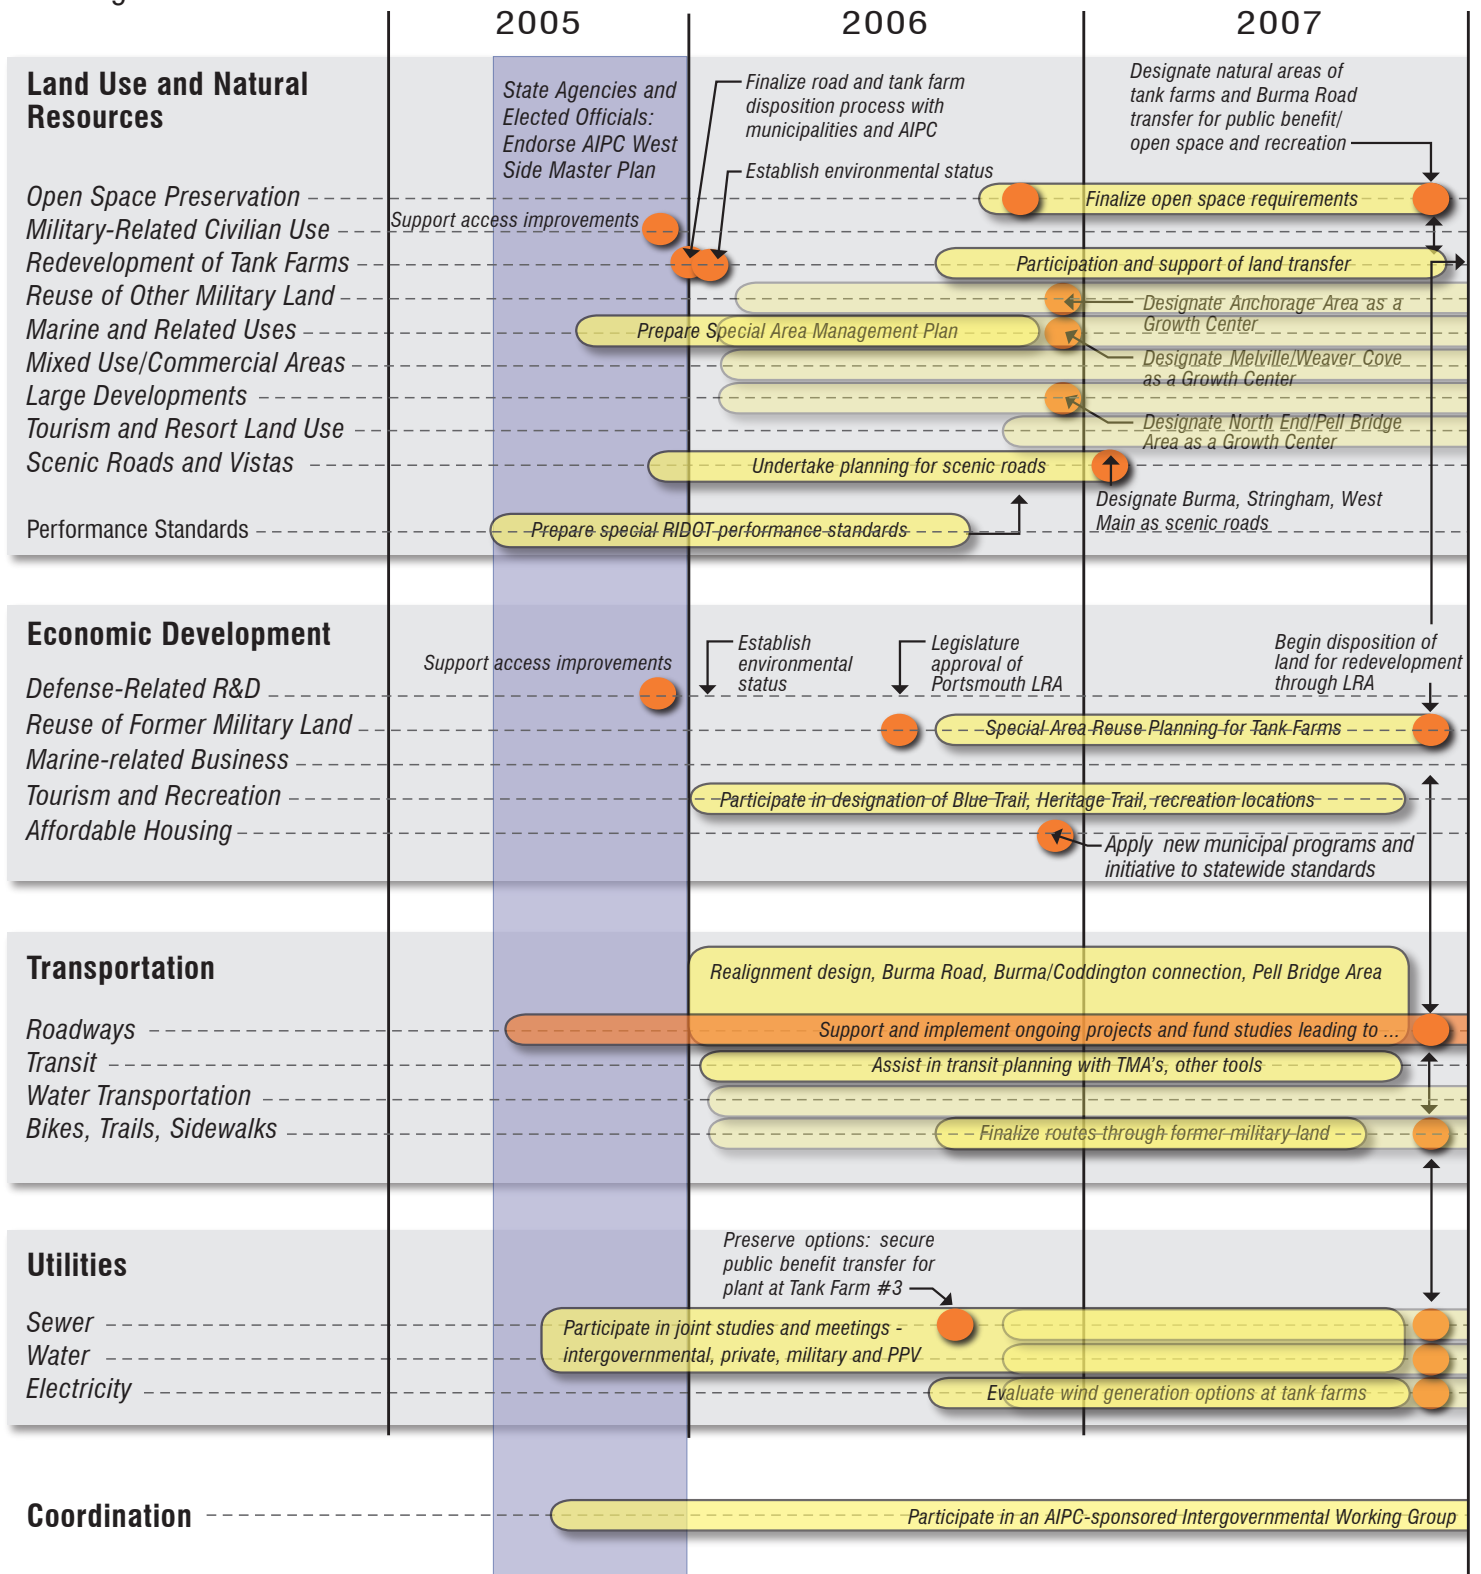 2005
2006
2007
Land Use and Natural
Resources
State Agencies and
Elected Officials:
Endorse AIPC West
Side Master Plan
Finalize road and tank farm
disposition process with
municipalities and AIPC
Establish environmental status
Designate natural areas of
tank farms and Burma Road
transfer for public benefit/
open space and recreation
Open Space Preservation
Finalize open space requirements
Military-Related Civilian Use
Support access improvements
Redevelopment of Tank Farms
Participation and support of land transfer
Reuse of Other Military Land
Designate Anchorage Area as a
Growth Center
Marine and Related Uses
Prepare Special Area Management Plan
Mixed Use/Commercial Areas
Designate Melville/Weaver Cove
as a Growth Center
Large Developments
Tourism and Resort Land Use
Designate North End/Pell Bridge
Area as a Growth Center
Scenic Roads and Vistas
Undertake planning for scenic roads
Designate Burma, Stringham, West
Main as scenic roads
Performance Standards
Prepare special RIDOT performance standards
Economic Development
Support access improvements
Establish
environmental
status
Legislature
approval of
Portsmouth LRA
Begin disposition of
land for redevelopment
through LRA
Defense-Related R&D
Reuse of Former Military Land
Special Area Reuse Planning for Tank Farms
Marine-related Business
Tourism and Recreation
Participate in designation of Blue Trail, Heritage Trail, recreation locations
Affordable Housing
Apply new municipal programs and
initiative to statewide standards
Transportation
Realignment design, Burma Road, Burma/Coddington connection, Pell Bridge Area
Roadways
Support and implement ongoing projects and fund studies leading to ...
Transit
Assist in transit planning with TMA's, other tools
Water Transportation
Bikes, Trails, Sidewalks
Finalize routes through former military land
Utilities
Preserve options: secure
public benefit transfer for
plant at Tank Farm #3
Sewer
Participate in joint studies and meetings -
Water
intergovernmental, private, military and PPV
Electricity
Evaluate wind generation options at tank farms
Coordination
Participate in an AIPC-sponsored Intergovernmental Working Group